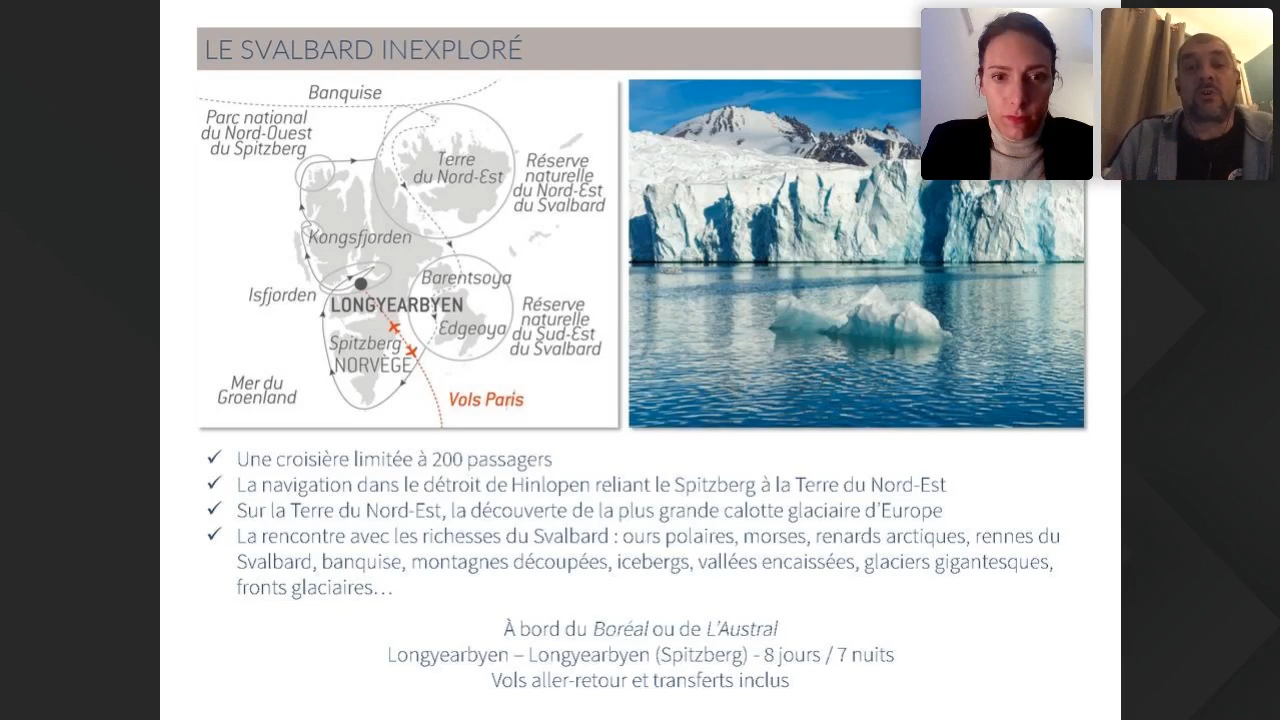 LE SVALBARD INEXPLORÉ
Banquise
Parc national
du Nord-Ouest
du Spitzberg
Terre
du Nord-Est
Réserve
naturelle
du Nord-Est
du Svalbard
Kongsfjorden
Barentsoya
Isfjorden
LONGYEARBYEN
Edgeoya
Réserve
naturelle
du Sud-Est
du Svalbard
Spitzberg
NORVÈGE
Mer du
Groenland
Vols Paris
✓ Une croisière limitée à 200 passagers
✓ La navigation dans le détroit de Hinlopen reliant le Spitzberg à la Terre du Nord-Est
✓ Sur la Terre du Nord-Est, la découverte de la plus grande calotte glaciaire d’Europe
✓ La rencontre avec les richesses du Svalbard : ours polaires, morses, renards arctiques, rennes du
Svalbard, banquise, montagnes découpées, icebergs, vallées encaissées, glaciers gigantesques,
fronts glaciaires…
À bord du Boréal ou de L’Austral
Longyearbyen – Longyearbyen (Spitzberg) - 8 jours / 7 nuits
Vols aller-retour et transferts inclus